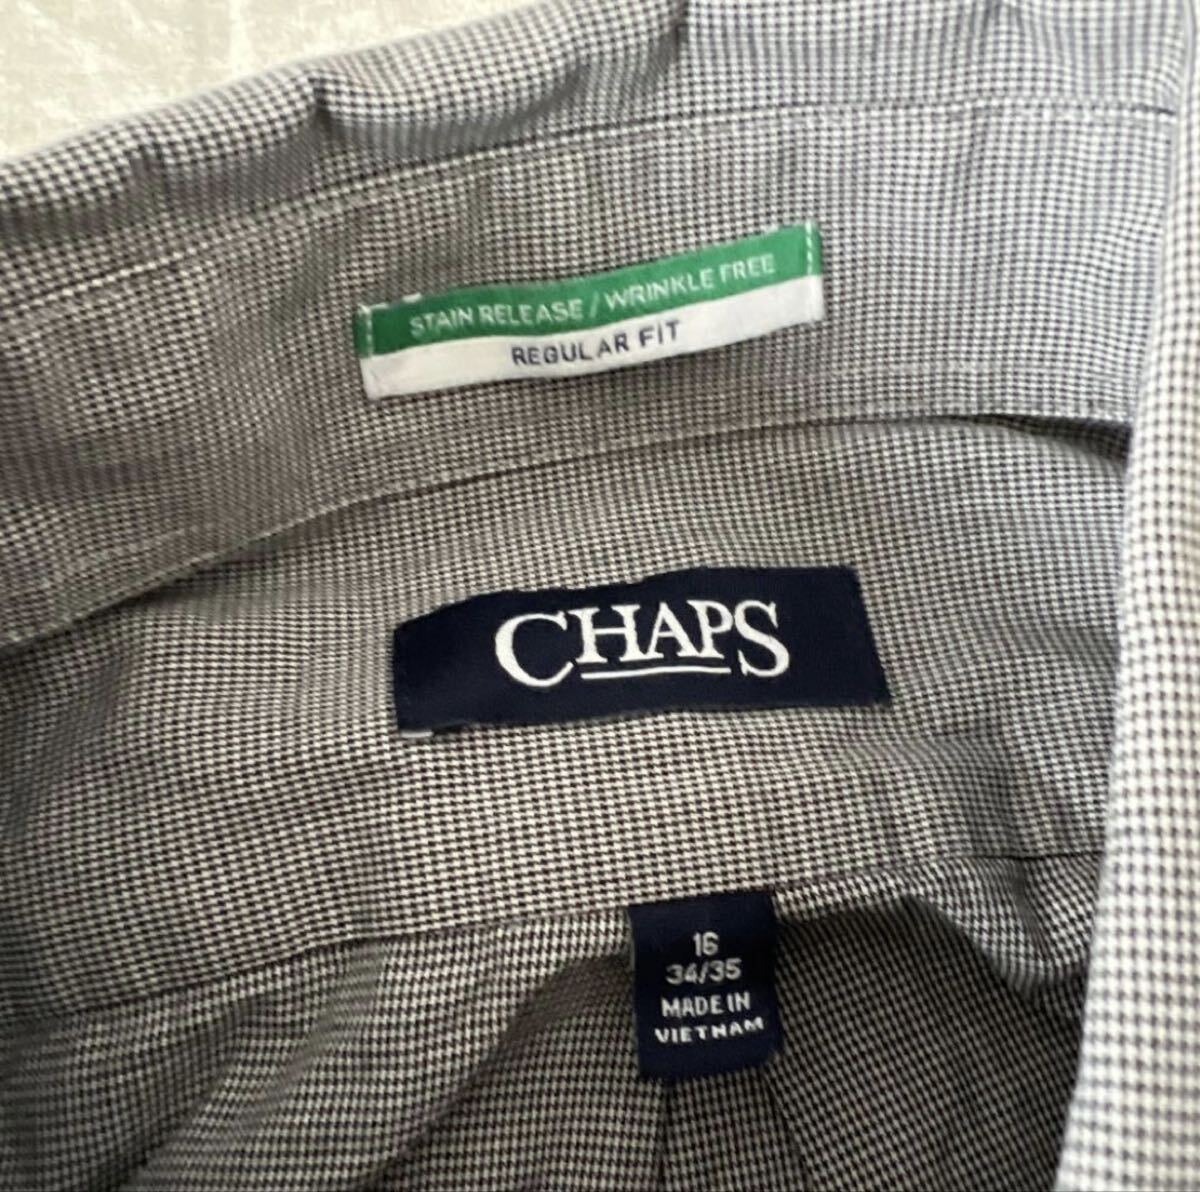 STAIN RELEASE / WRINKLE FREE
REGULAR FIT
CHAPS
16
34/35
MADE IN
VIETNAM